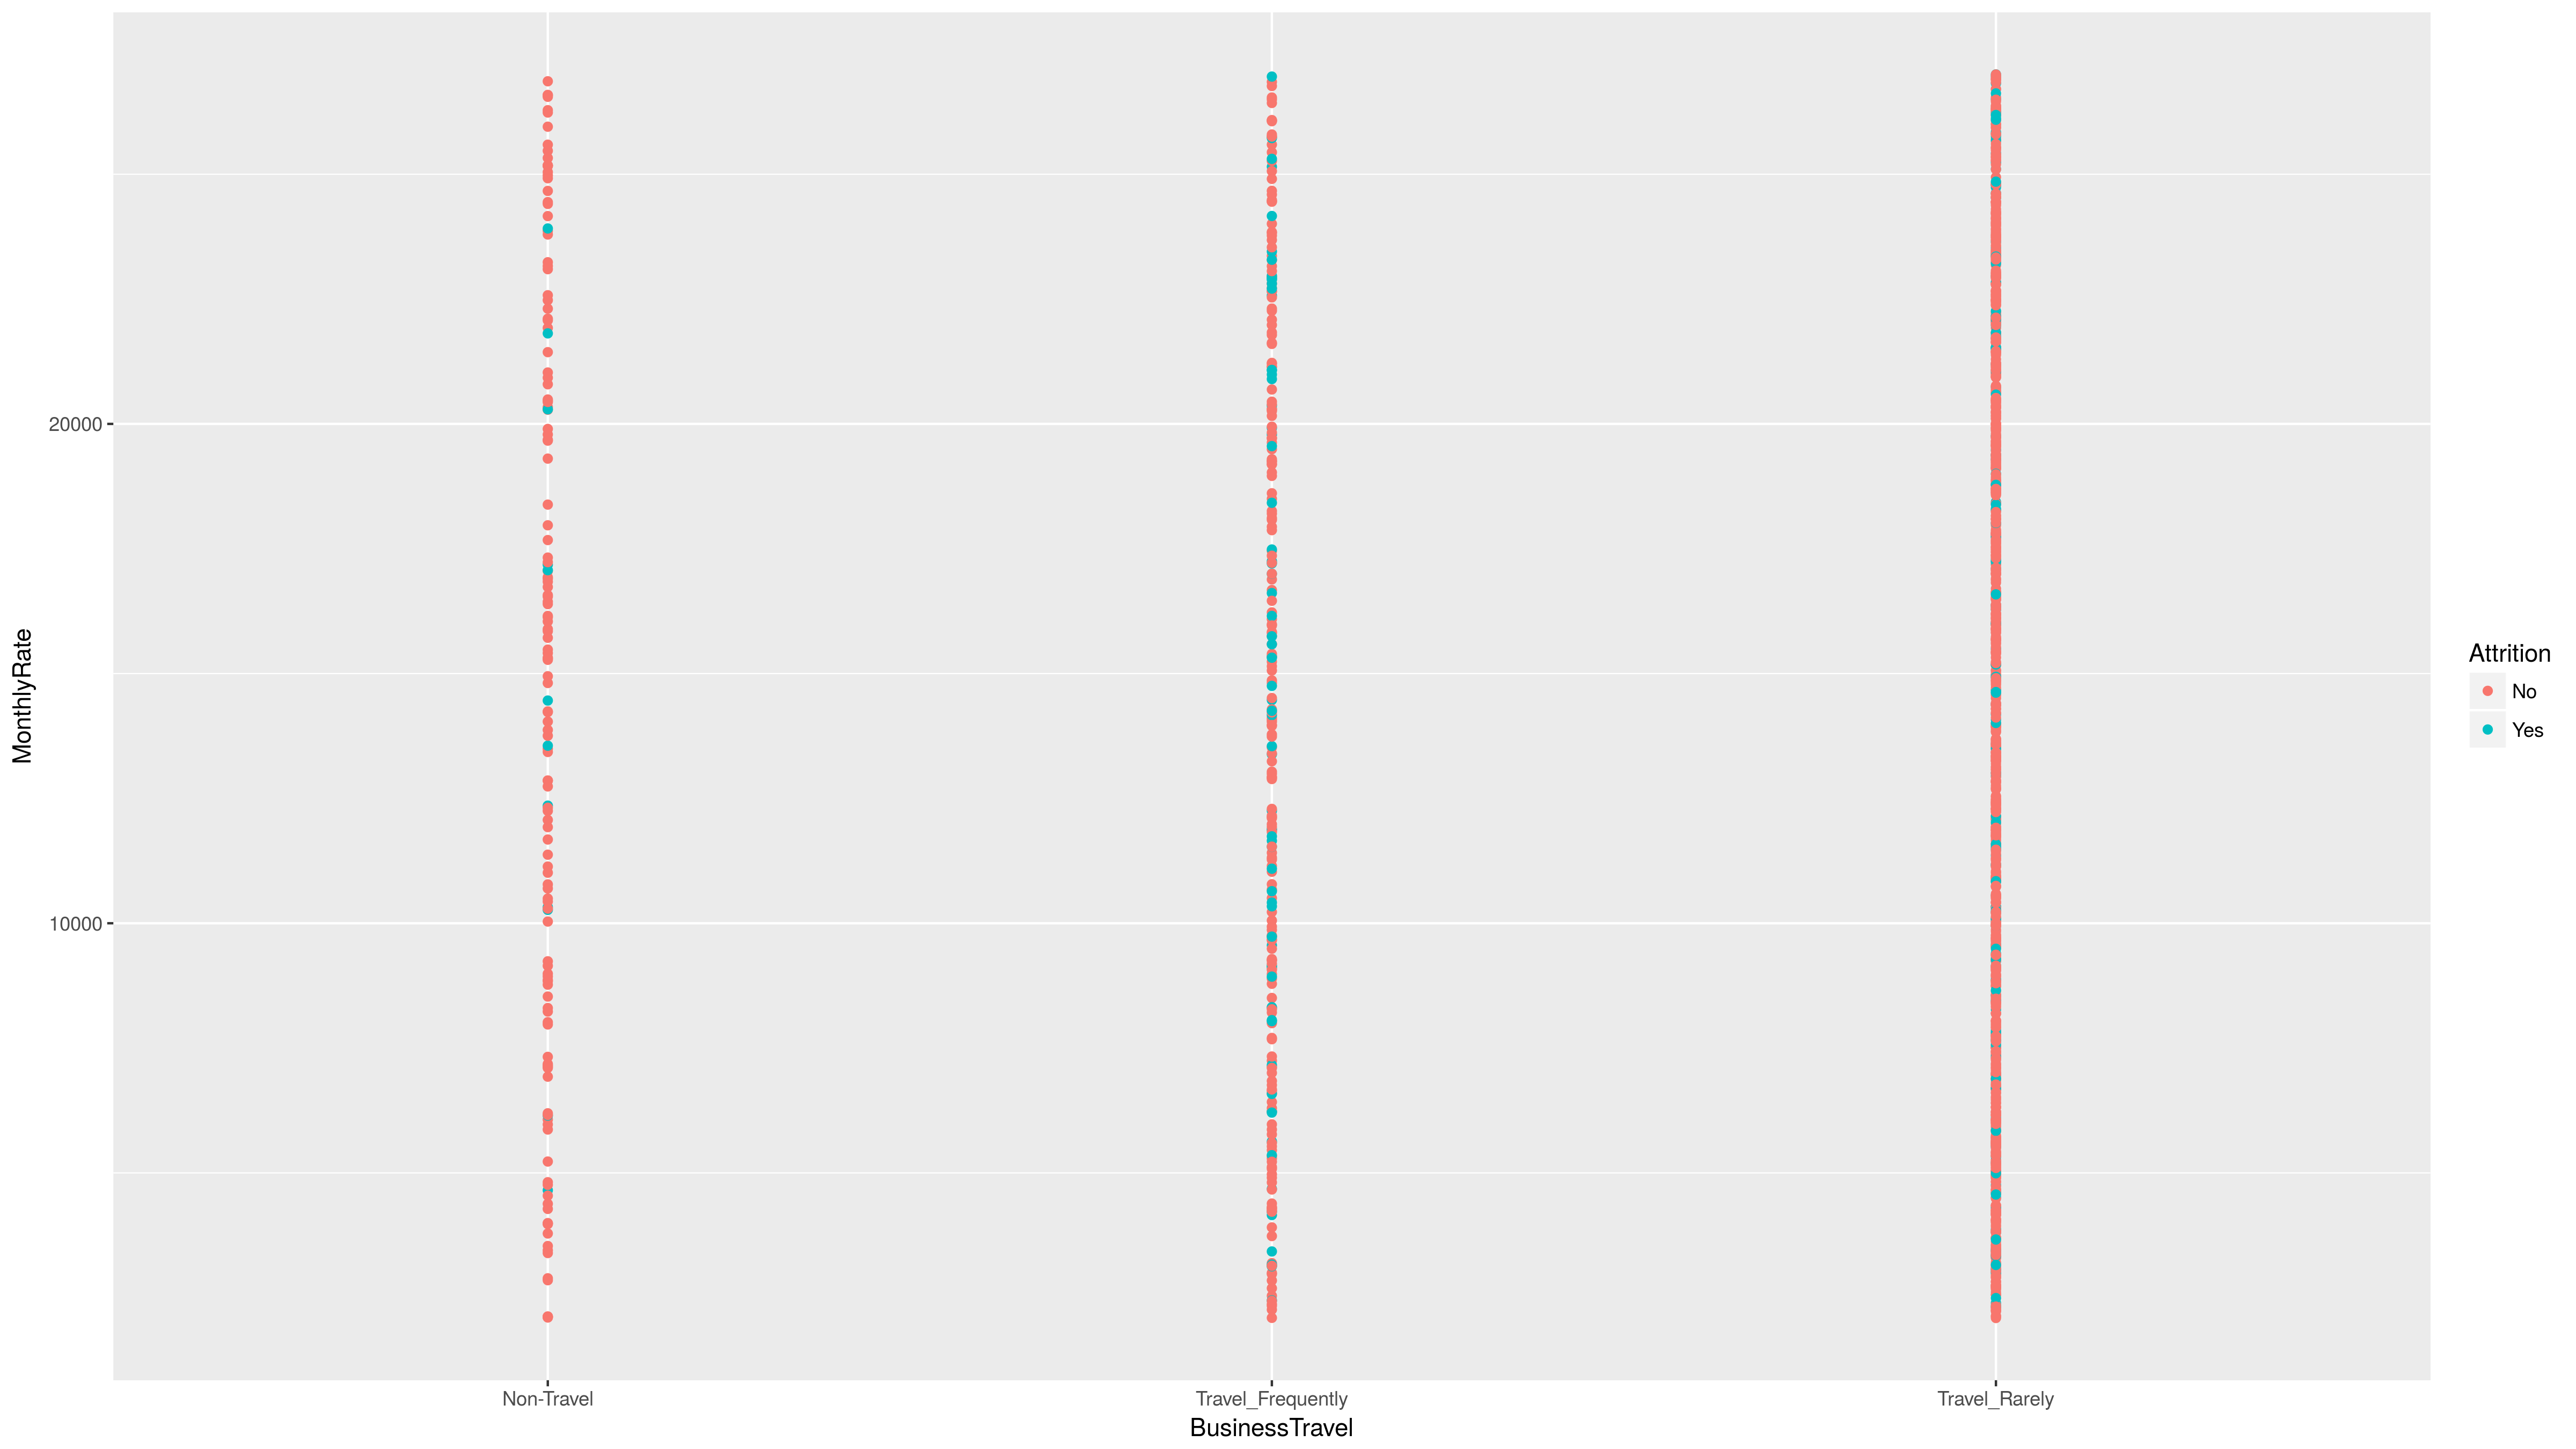 MonthlyRate
20000
10000
Non-Travel
Travel_Frequently
Travel_Rarely
BusinessTravel
Attrition
No
Yes